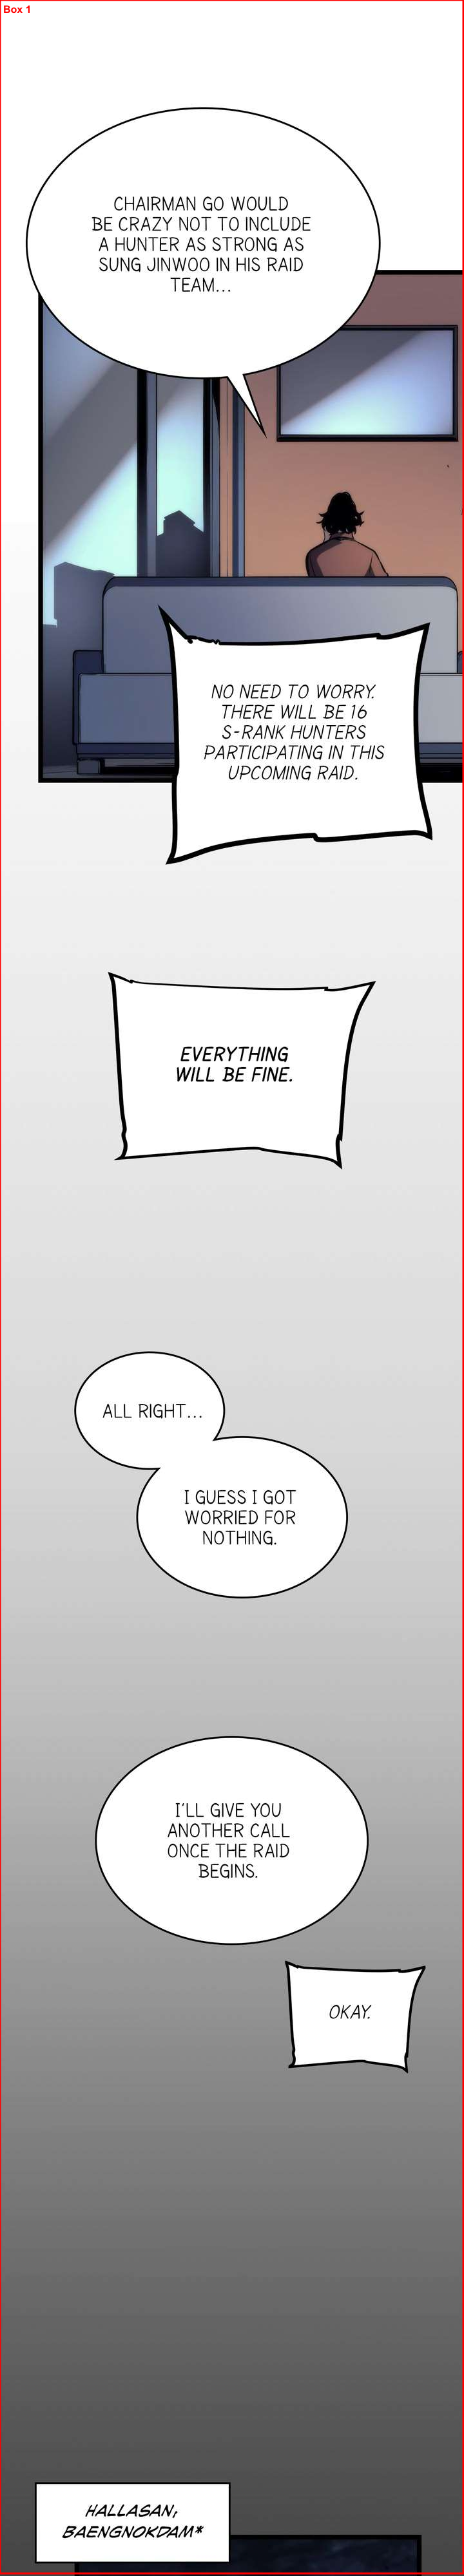 Box 1
CHAIRMAN GO WOULD
BE CRAZY NOT TO INCLUDE
A HUNTER AS STRONG AS
SUNG JINWOO IN HIS RAID
TEAM...
NO NEED TO WORRY.
THERE WILL BE 16
S-RANK HUNTERS
PARTICIPATING IN THIS
UPCOMING RAID.
EVERYTHING
WILL BE FINE.
ALL RIGHT...
I GUESS I GOT
WORRIED FOR
NOTHING.
I'LL GIVE YOU
ANOTHER CALL
ONCE THE RAID
BEGINS.
OKAY.
HALLASAN;
BAENGNOKDAM*